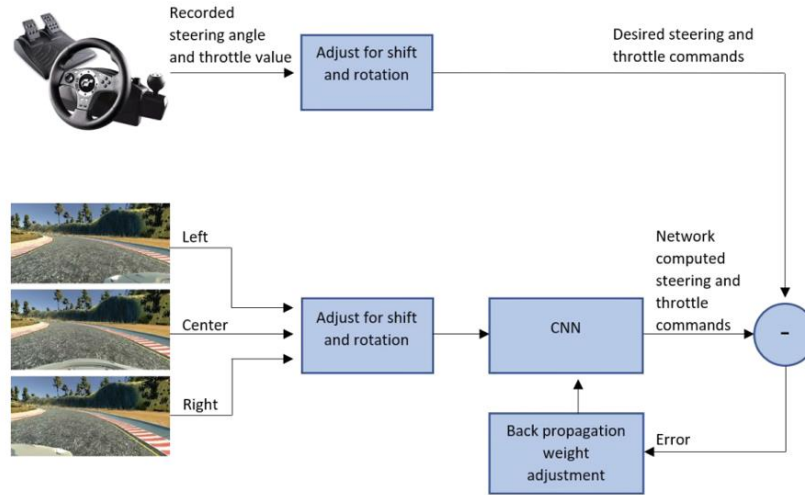 Recorded
steering angle
and throttle value
Adjust for shift
and rotation
Desired steering and
throttle commands
Left
Center
Right
Adjust for shift
and rotation
CNN
Network
computed
steering and
throttle
commands
-
Back propagation
weight
adjustment
Error